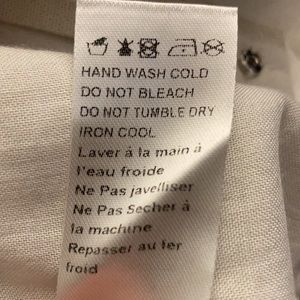 HAND WASH COLD
DO NOT BLEACH
DO NOT TUMBLE DRY
IRON COOL
Laver à la main à
l'eau froide
Ne Pas javelliser
Ne Pas Secher à
la machine
Repasser au fer
froid